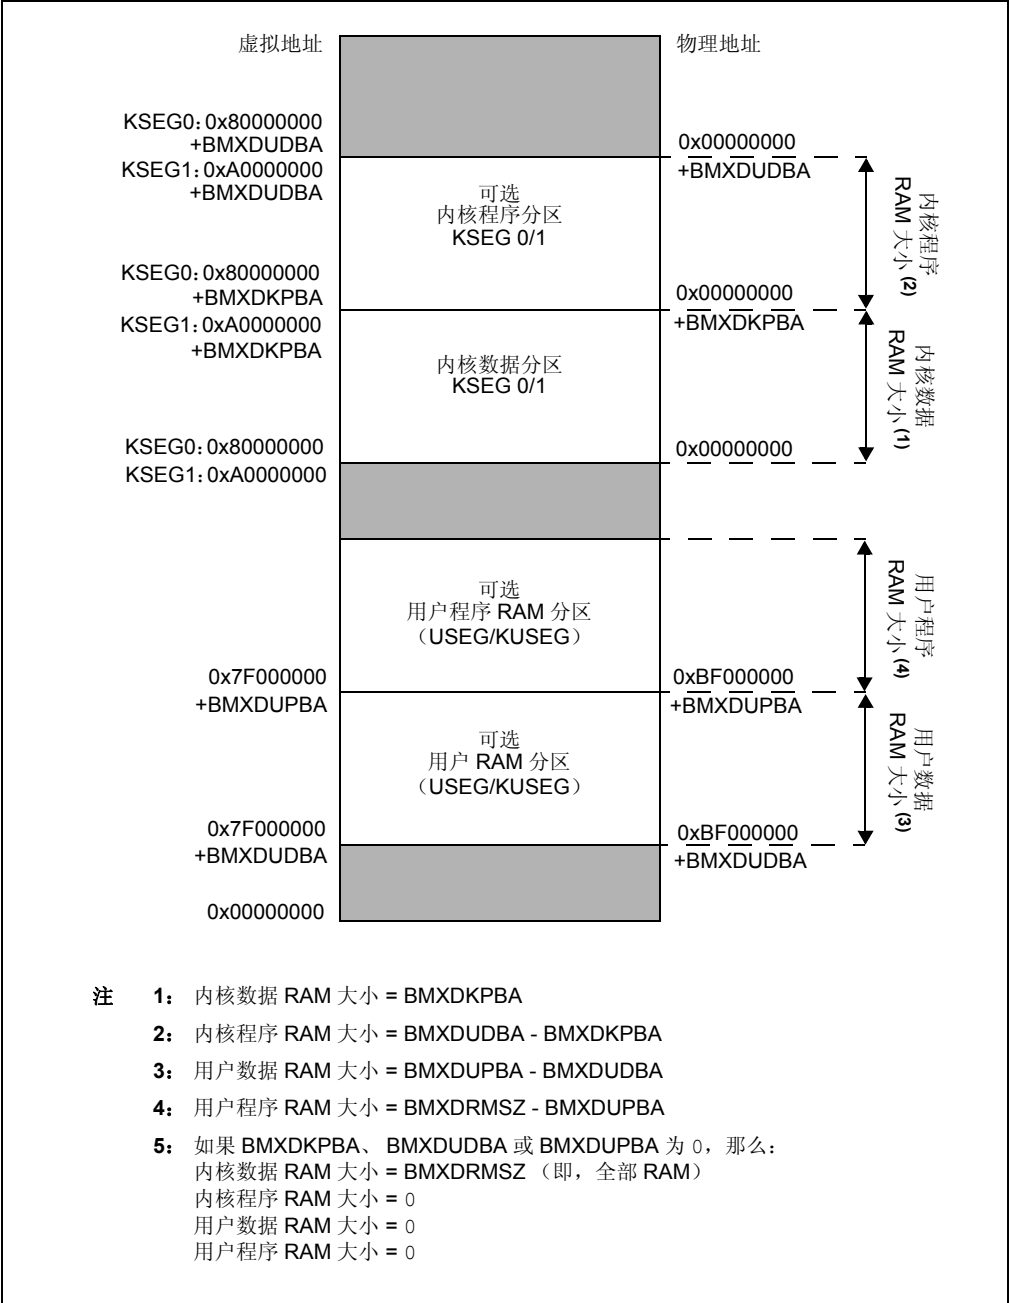 虚拟地址
物理地址
KSEG0：0x80000000
+BMXDUDBA
KSEG1：0xA0000000
+BMXDUDBA
0x00000000
+BMXDUDBA
可选
内核程序分区
KSEG 0/1
内核程序
RAM 大小 (2)
KSEG0：0x80000000
+BMXDKPBA
KSEG1：0xA0000000
+BMXDKPBA
0x00000000
+BMXDKPBA
内核数据分区
KSEG 0/1
内核数据
RAM 大小 (1)
KSEG0：0x80000000
KSEG1：0xA0000000
0x00000000
可选
用户程序 RAM 分区
（USEG/KUSEG）
用户程序
RAM 大小 (4)
0x7F000000
+BMXDUPBA
0xBF000000
+BMXDUPBA
可选
用户 RAM 分区
（USEG/KUSEG）
用户数据
RAM 大小 (3)
0x7F000000
+BMXDUDBA
0xBF000000
+BMXDUDBA
0x00000000
注 1： 内核数据 RAM 大小 = BMXDKPBA
2： 内核程序 RAM 大小 = BMXDUDBA - BMXDKPBA
3： 用户数据 RAM 大小 = BMXDUPBA - BMXDUDBA
4： 用户程序 RAM 大小 = BMXDRMSZ - BMXDUPBA
5： 如果 BMXDKPBA、 BMXDUDBA 或 BMXDUPBA 为 0，那么：
内核数据 RAM 大小 = BMXDRMSZ （即，全部 RAM）
内核程序 RAM 大小 = 0
用户数据 RAM 大小 = 0
用户程序 RAM 大小 = 0